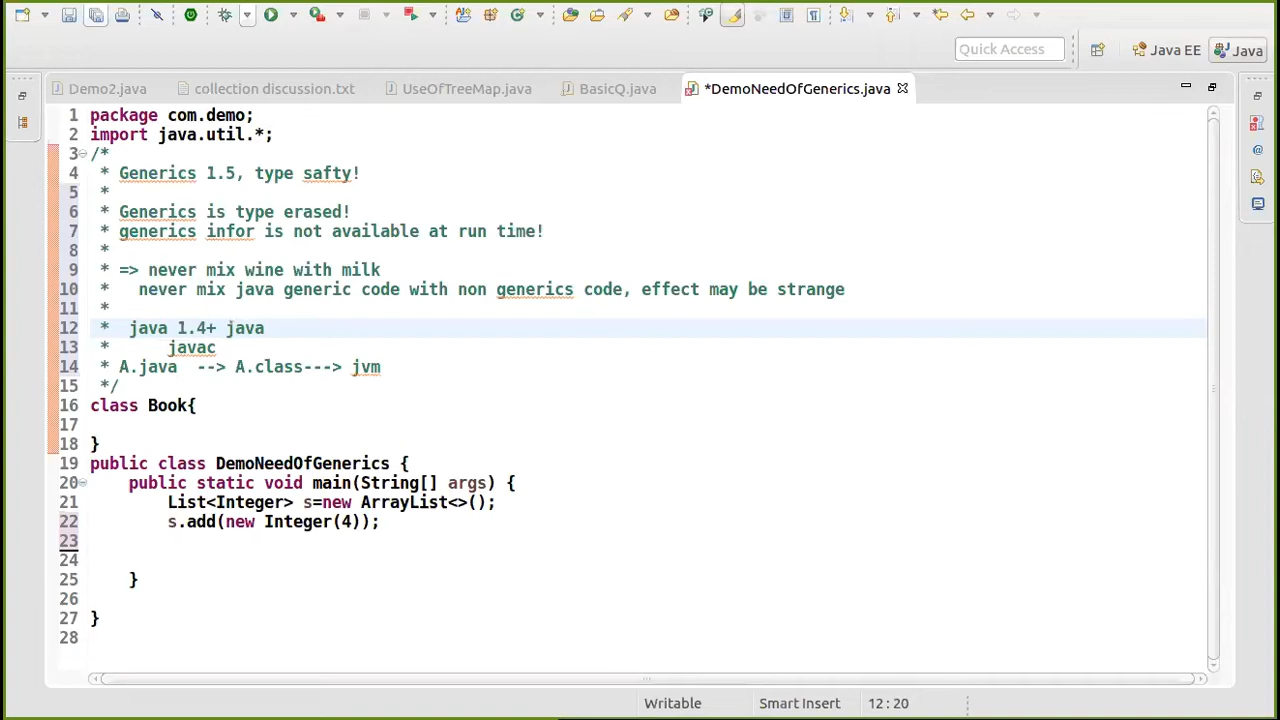 Quick Access
Java EE
Java
Demo2.java
collection discussion.txt
UseOfTreeMap.java
BasicQ.java
*DemoNeedOfGenerics.java
1 package com.demo;
2 import java.util.*;
3 /*
4 * Generics 1.5, type safty!
5 *
6 * Generics is type erased!
7 * generics infor is not available at run time!
8 *
9 * => never mix wine with milk
10 * never mix java generic code with non generics code, effect may be strange
11 *
12 * java 1.4+ java
13 * javac
14 * A.java --> A.class---> jvm
15 */
16 class Book{
17
18 }
19 public class DemoNeedOfGenerics {
20 public static void main(String[] args) {
21 List<Integer> s=new ArrayList<>();
22 s.add(new Integer(4));
23
24
25 }
26
27 }
28
Writable
Smart Insert
12 : 20